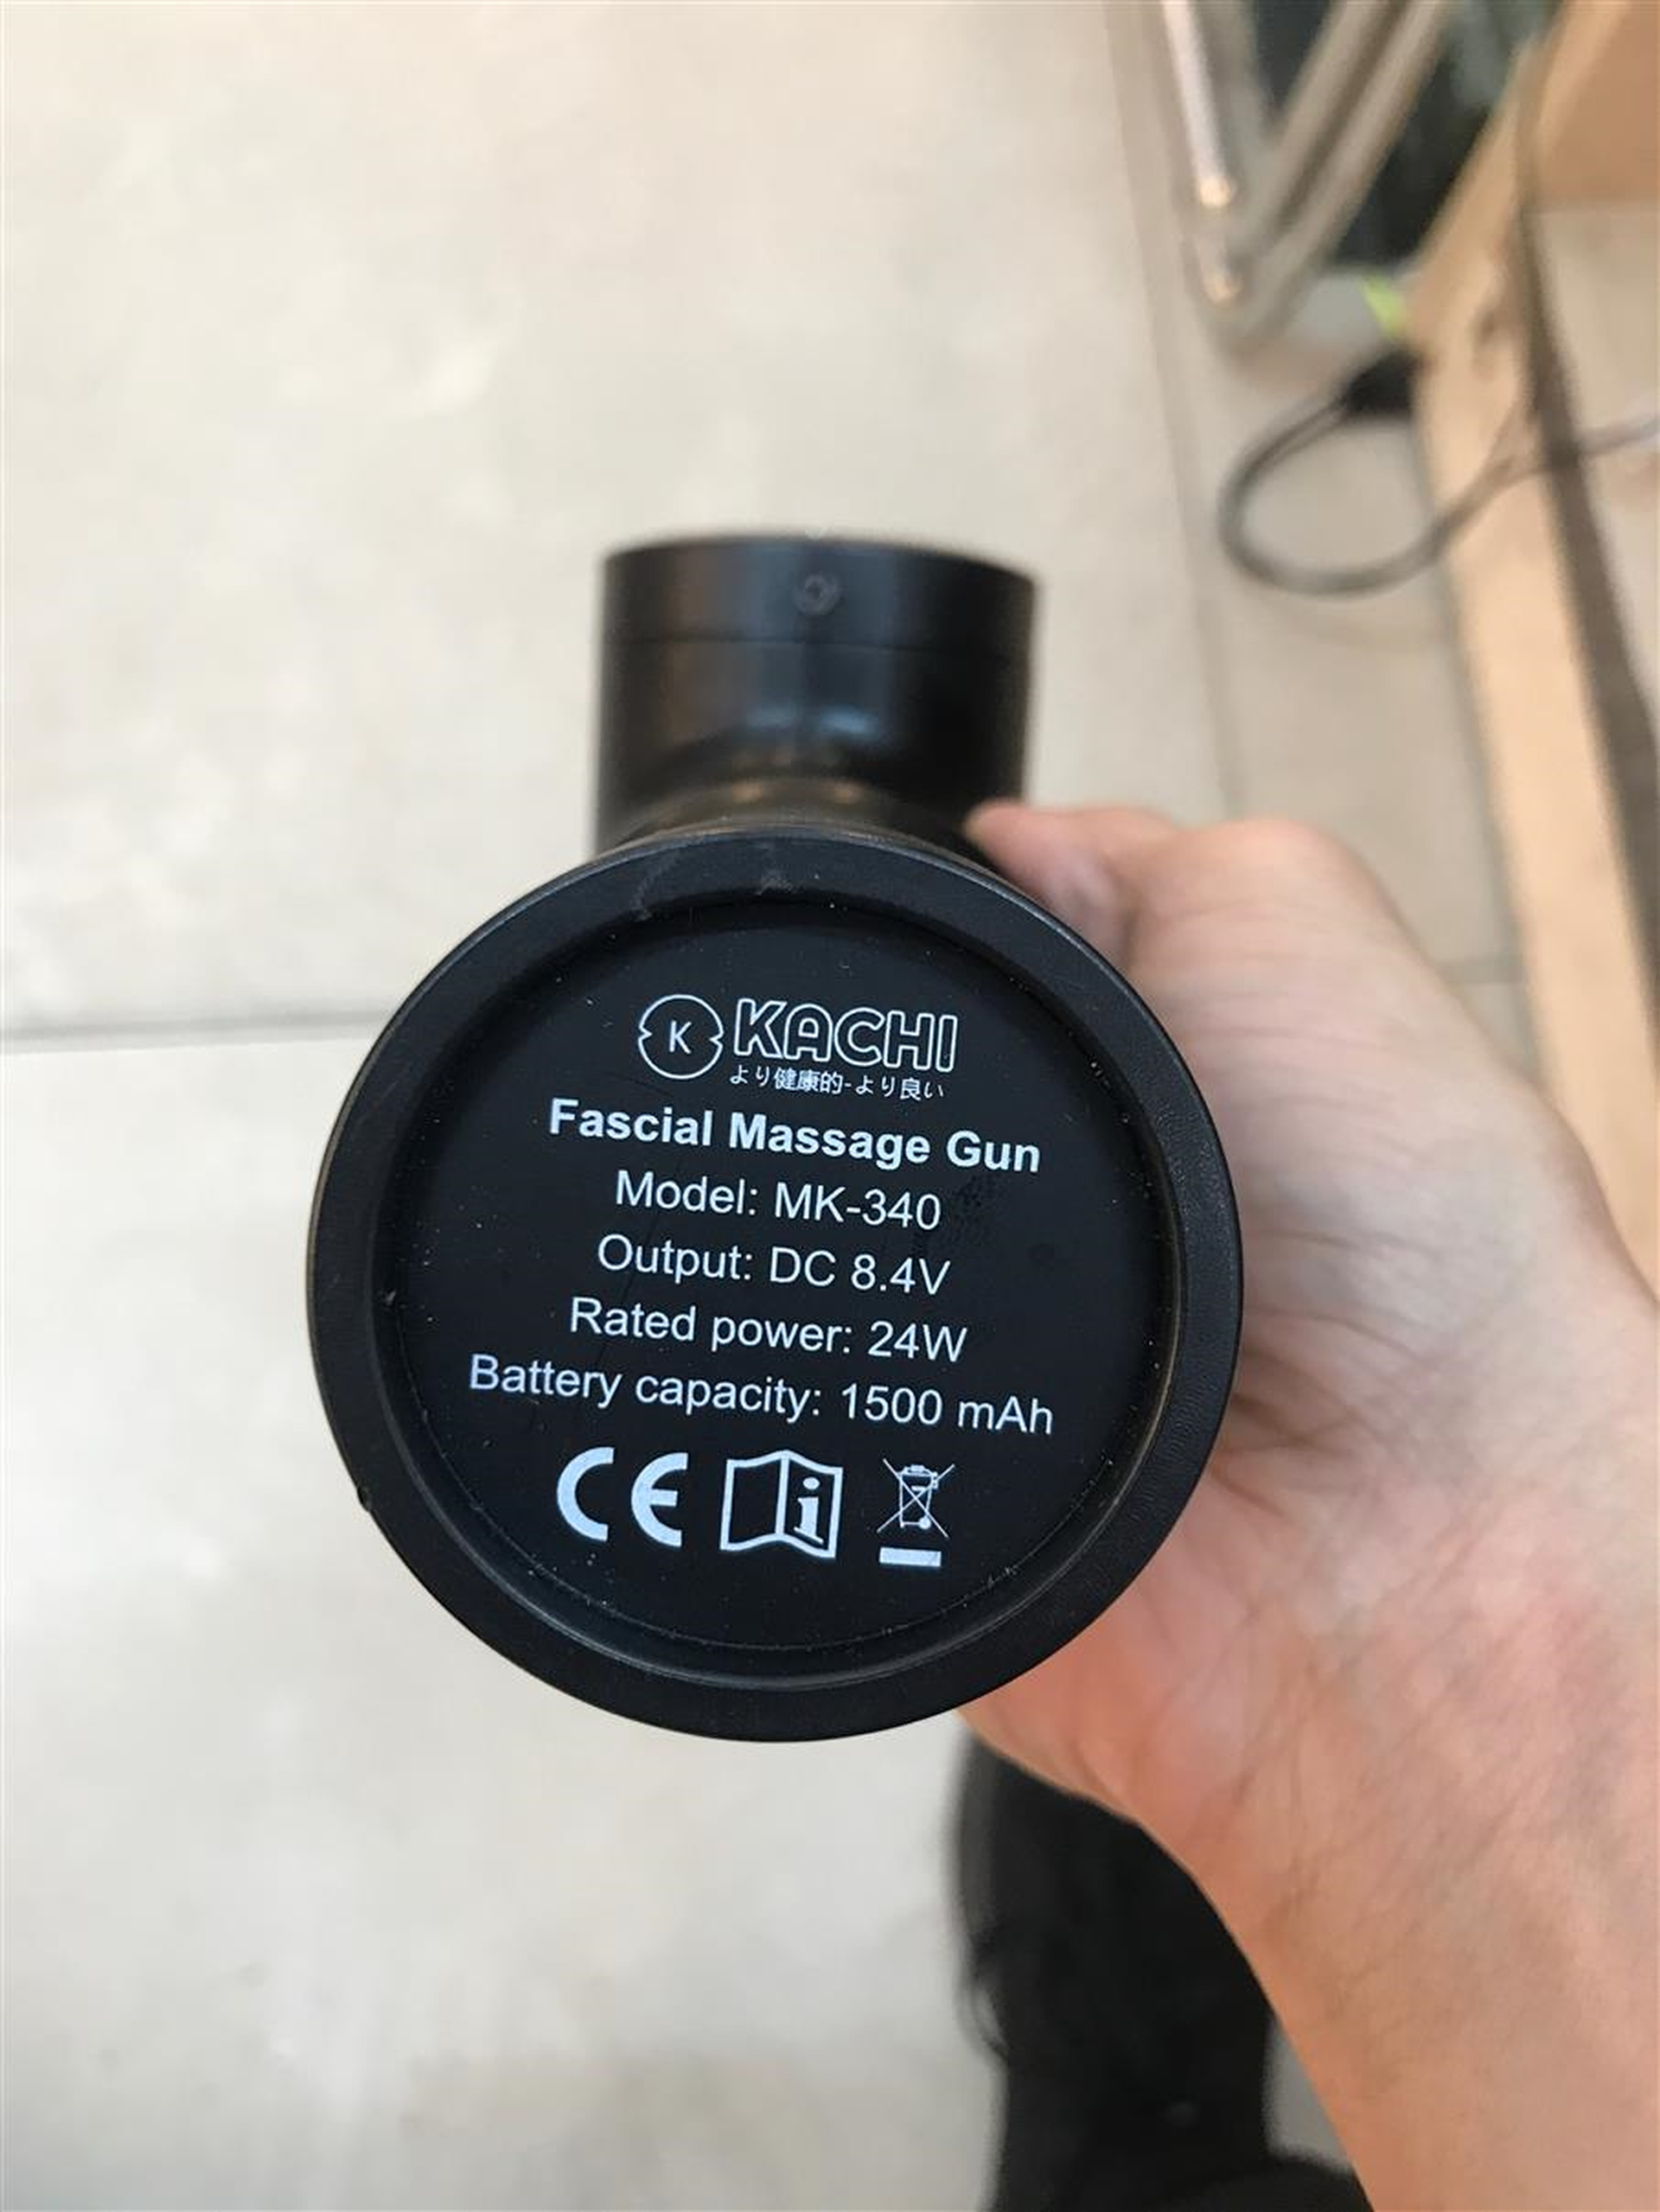 K KACHI
より健康的-より良い
Fascial Massage Gun
Model: MK-340
Output: DC 8.4V
Rated power: 24W
Battery capacity: 1500 mAh
CE i